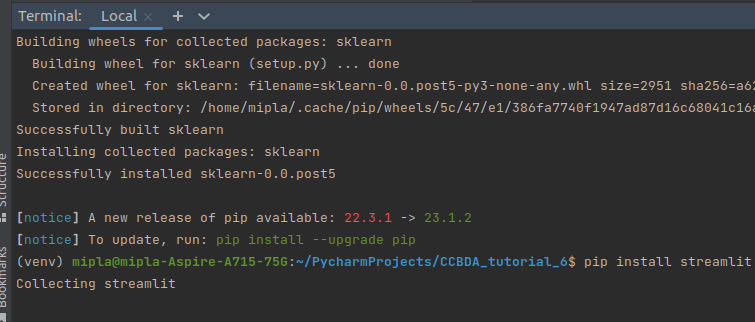 Terminal: Local × +
Building wheels for collected packages: sklearn
Building wheel for sklearn (setup.py) ... done
Created wheel for sklearn: filename=sklearn-0.0.post5-py3-none-any.whl size=2951 sha256=a62
Stored in directory: /home/mipla/.cache/pip/wheels/5c/47/e1/386fa7740f1947ad87d16c68041c16a
Successfully built sklearn
Installing collected packages: sklearn
Successfully installed sklearn-0.0.post5
[notice] A new release of pip available: 22.3.1 -> 23.1.2
[notice] To update, run: pip install --upgrade pip
(venv) mipla@mipla-Aspire-A715-75G:~/PycharmProjects/CCBDA_tutorial_6$ pip install streamlit
Collecting streamlit
Structure
Bookmarks